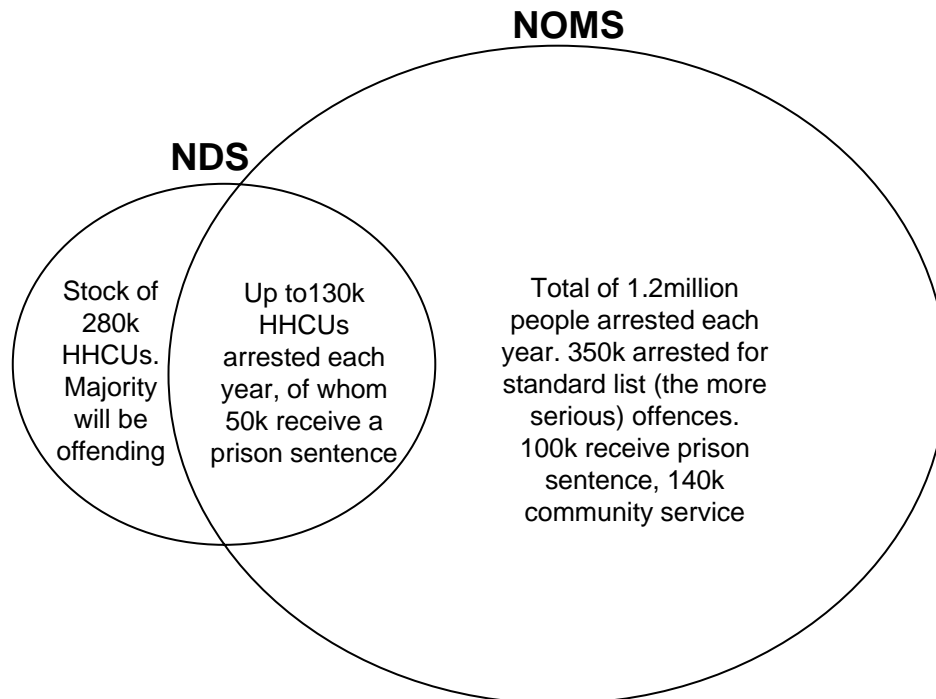 NOMS
NDS
Stock of
280k
HHCUs.
Majority
will be
offending
Up to130k
HHCUs
arrested each
year, of whom
50k receive a
prison sentence
Total of 1.2million
people arrested each
year. 350k arrested for
standard list (the more
serious) offences.
100k receive prison
sentence, 140k
community service